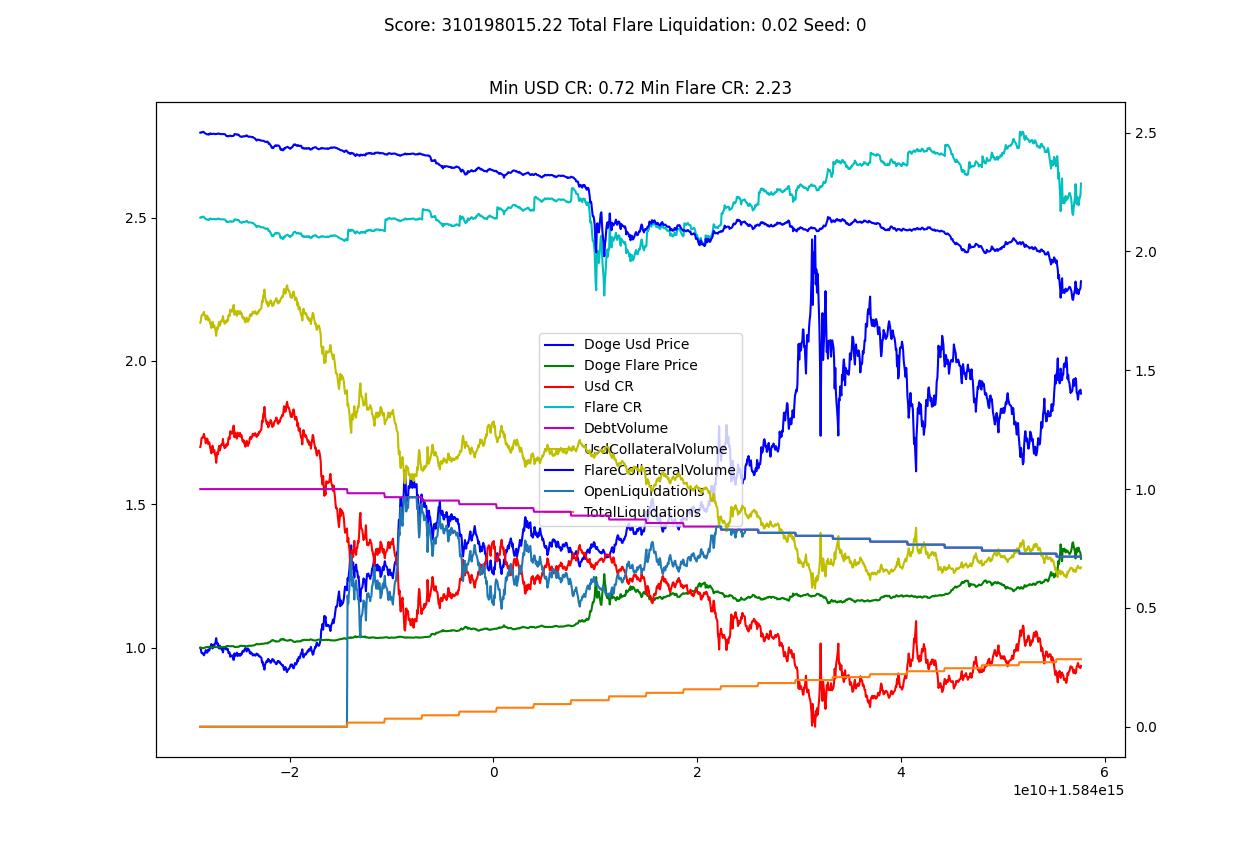 Score: 310198015.22 Total Flare Liquidation: 0.02 Seed: 0
Min USD CR: 0.72 Min Flare CR: 2.23
2.5
2.0
1.5
1.0
2.5
2.0
1.5
1.0
0.5
0.0
Doge Usd Price
Doge Flare Price
Usd CR
Flare CR
DebtVolume
UsdCollateralVolume
FlareCollateralVolume
OpenLiquidations
TotalLiquidations
−2
0
2
4
6
1e10+1.584e15